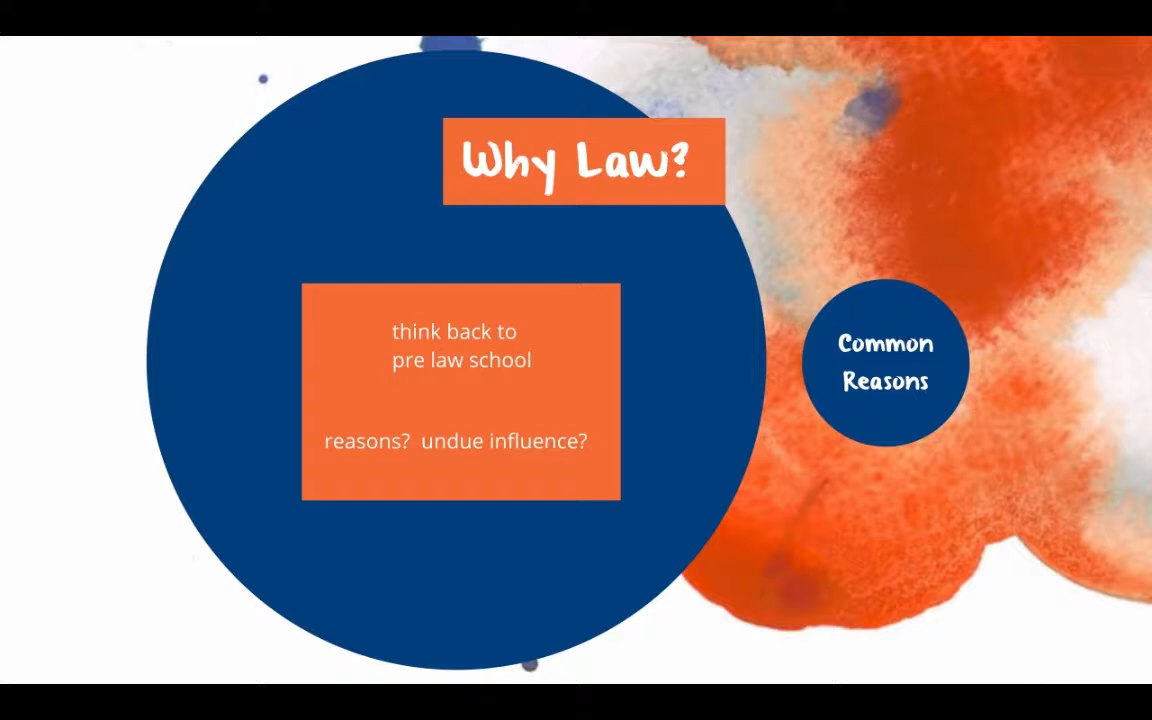 Why Law?
think back to
pre law school
reasons?  undue influence?
Common
Reasons